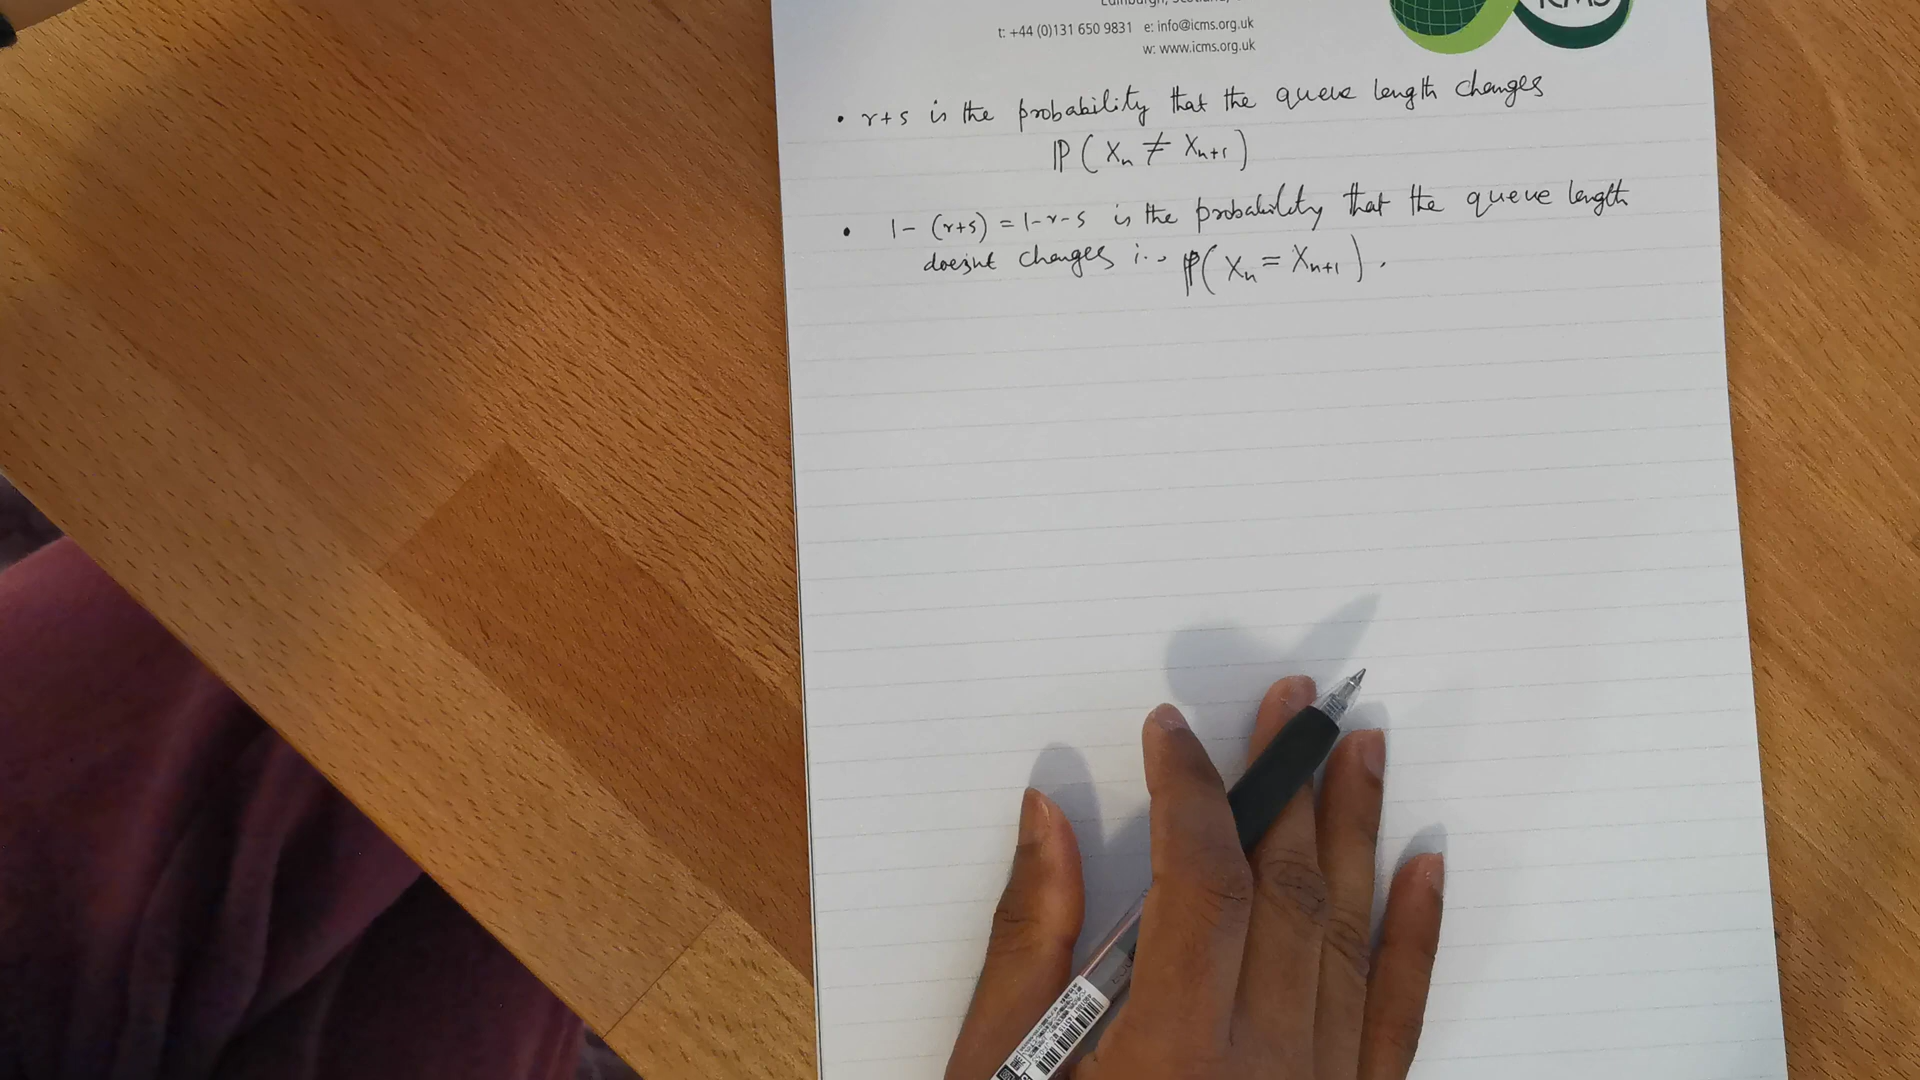 t: +44 (0)131 650 9831 e: info@icms.org.uk
w: www.icms.org.uk
ICMS
• r+s is the probability that the queue length changes
ℙ( Xₙ ≠ Xₙ₊₁ )
• 1-(r+s) = 1-r-s is the probability that the queue length
doesnt changes i.. ℙ( Xₙ = Xₙ₊₁ ).